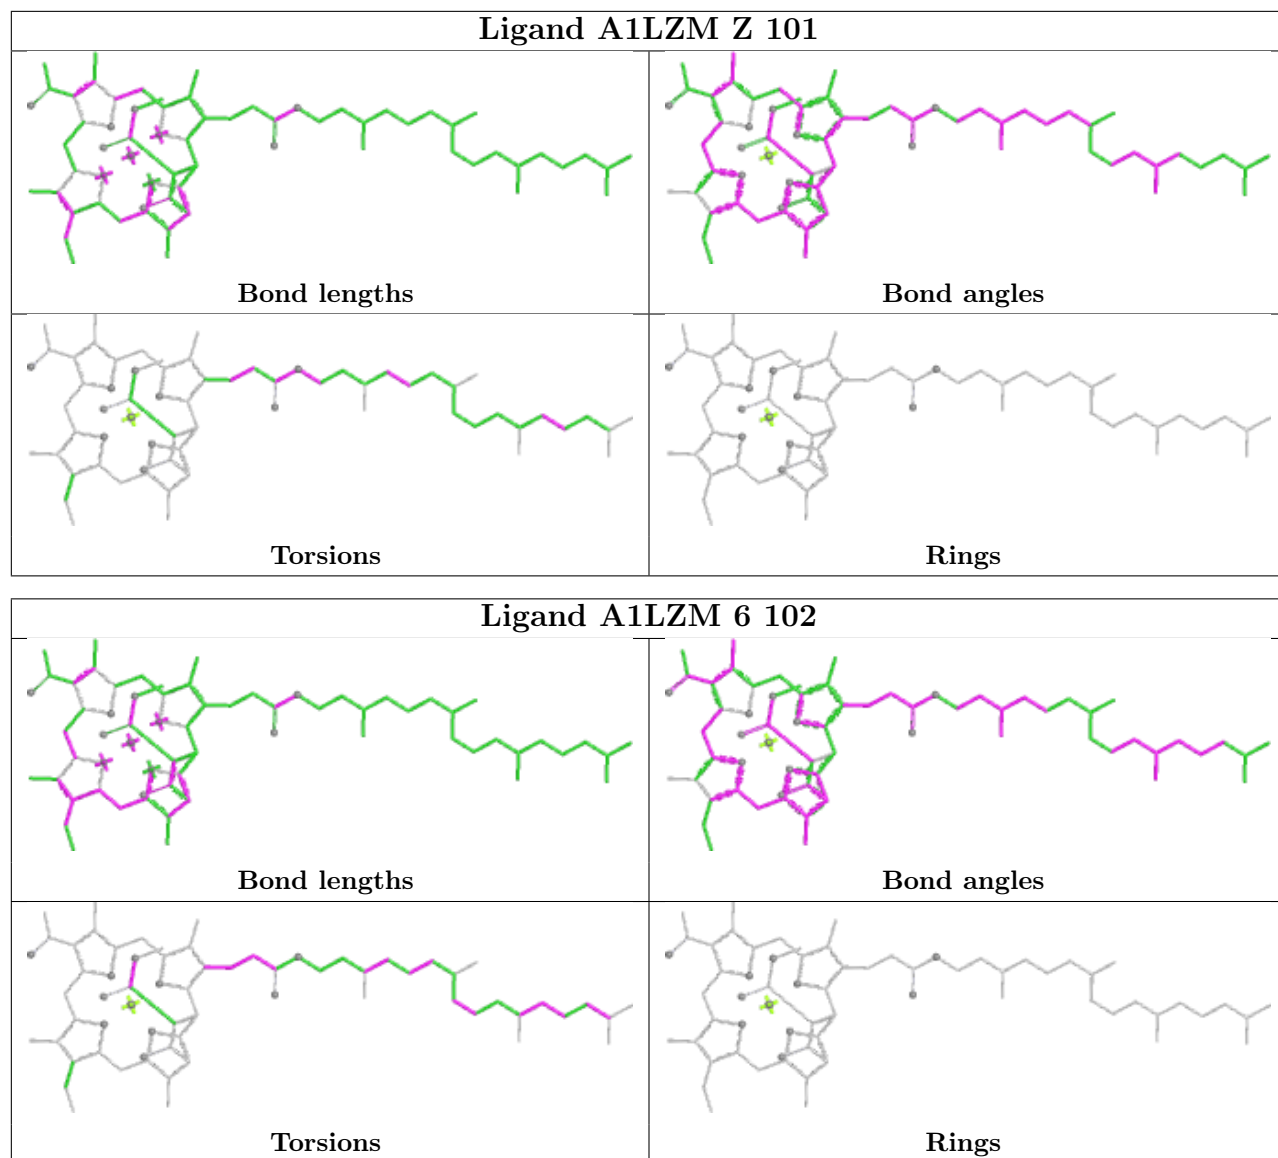 Ligand A1LZM Z 101
Bond lengths
Bond angles
Torsions
Rings
Ligand A1LZM 6 102
Bond lengths
Bond angles
Torsions
Rings